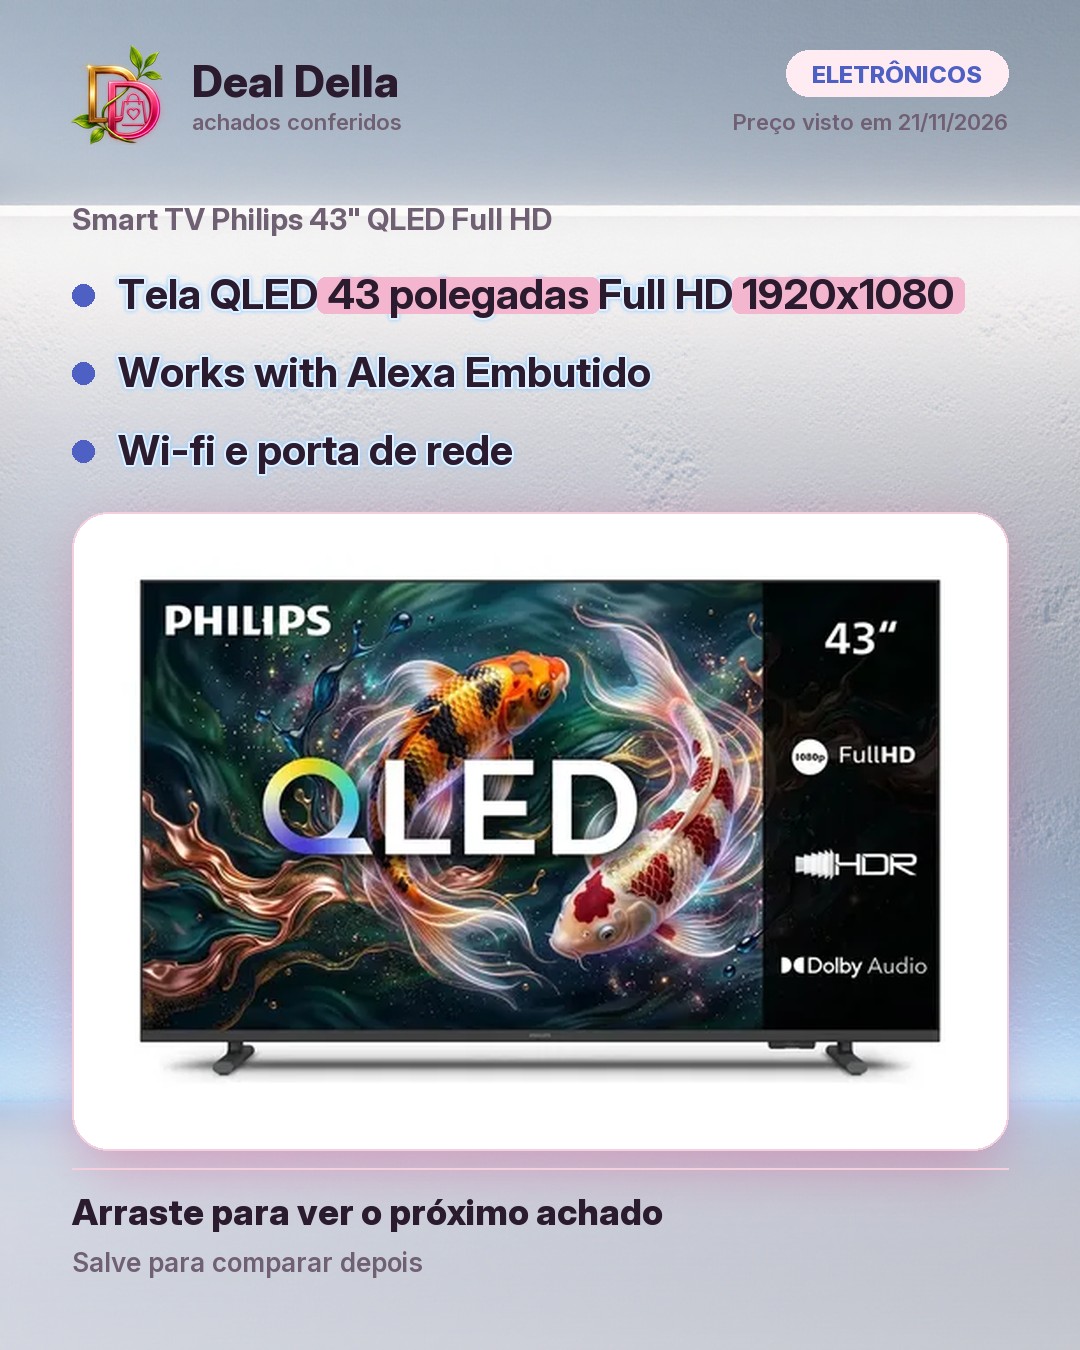 Deal Della
achados conferidos
ELETRÔNICOS
Preço visto em 21/11/2026
Smart TV Philips 43" QLED Full HD
Tela QLED 43 polegadas Full HD 1920x1080
Works with Alexa Embutido
Wi-fi e porta de rede
PHILIPS
43“
QLED
1080p FullHD
HDR
Dolby Audio
Arraste para ver o próximo achado
Salve para comparar depois